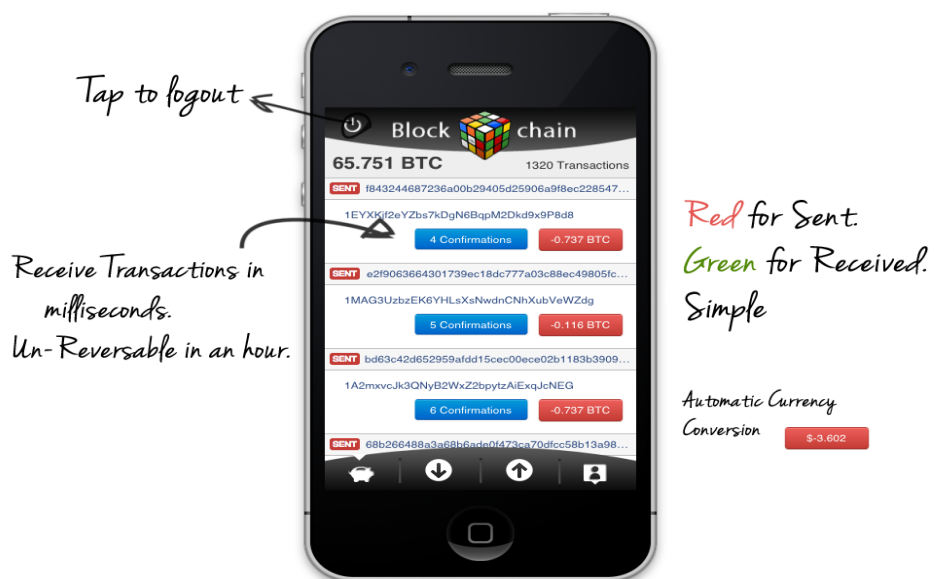 Tap to logout
Block chain
65.751 BTC 1320 Transactions
SENT f843244687236a00b29405d25906a9f8ec228547...
1EYXKjf2eYZbs7kDgN6BqpM2Dkd9x9P8d8
4 Confirmations -0.737 BTC
SENT e2f9063664301739ec18dc777a03c88ec49805fc...
1MAG3UzbzEK6YHLsXsNwdnCNhXubVeWZdg
5 Confirmations -0.116 BTC
SENT bd63c42d652959afdd15cec00ece02b1183b3909...
1A2mxvcJk3QNyB2WxZ2bpytzAiExqJcNEG
6 Confirmations -0.737 BTC
SENT 68b266488a3a68b6ade0f473ca70dfcc58b13a98...
Receive Transactions in
milliseconds.
Un-Reversable in an hour.
Red for Sent.
Green for Received.
Simple
Automatic Currency
Conversion $-3.602